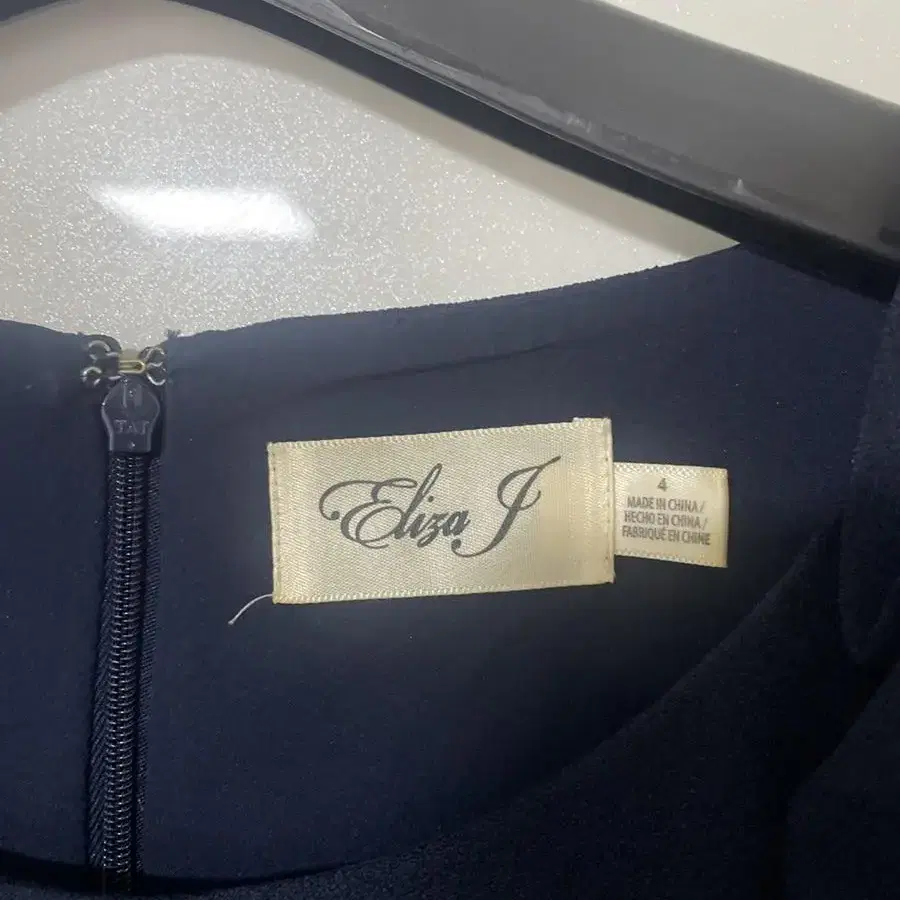 Eliza J
4
MADE IN CHINA /
HECHO EN CHINA /
FABRIQUÉ EN CHINE